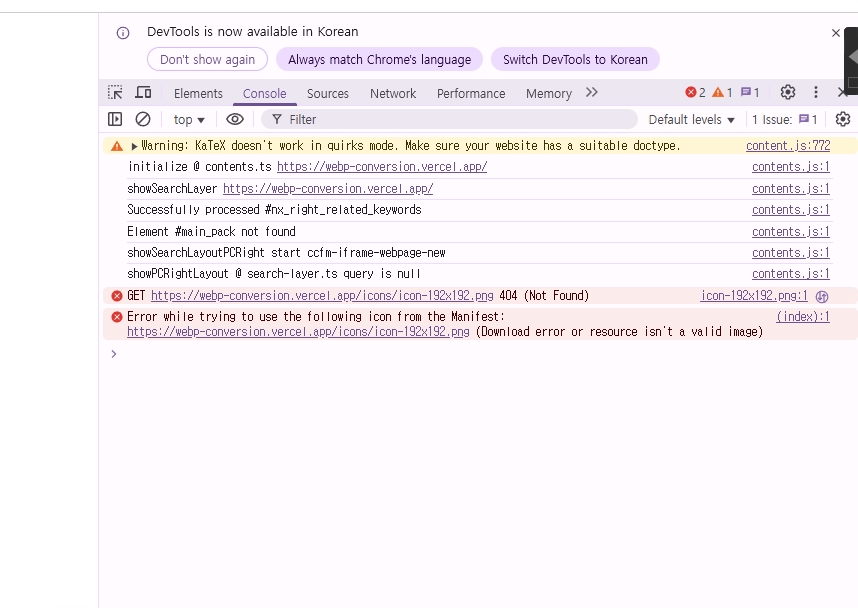 DevTools is now available in Korean
Don't show again Always match Chrome's language Switch DevTools to Korean
Elements Console Sources Network Performance Memory 2 1 1
top Filter Default levels 1 Issue: 1
Warning: KaTeX doesn't work in quirks mode. Make sure your website has a suitable doctype. content.js:772
initialize @ contents.ts https://webp-conversion.vercel.app/ contents.js:1
showSearchLayer https://webp-conversion.vercel.app/ contents.js:1
Successfully processed #nx_right_related_keywords contents.js:1
Element #main_pack not found contents.js:1
showSearchLayoutPCRight start ccfm-iframe-webpage-new contents.js:1
showPCRightLayout @ search-layer.ts query is null contents.js:1
GET https://webp-conversion.vercel.app/icons/icon-192x192.png 404 (Not Found) icon-192x192.png:1
Error while trying to use the following icon from the Manifest: (index):1
https://webp-conversion.vercel.app/icons/icon-192x192.png (Download error or resource isn't a valid image)